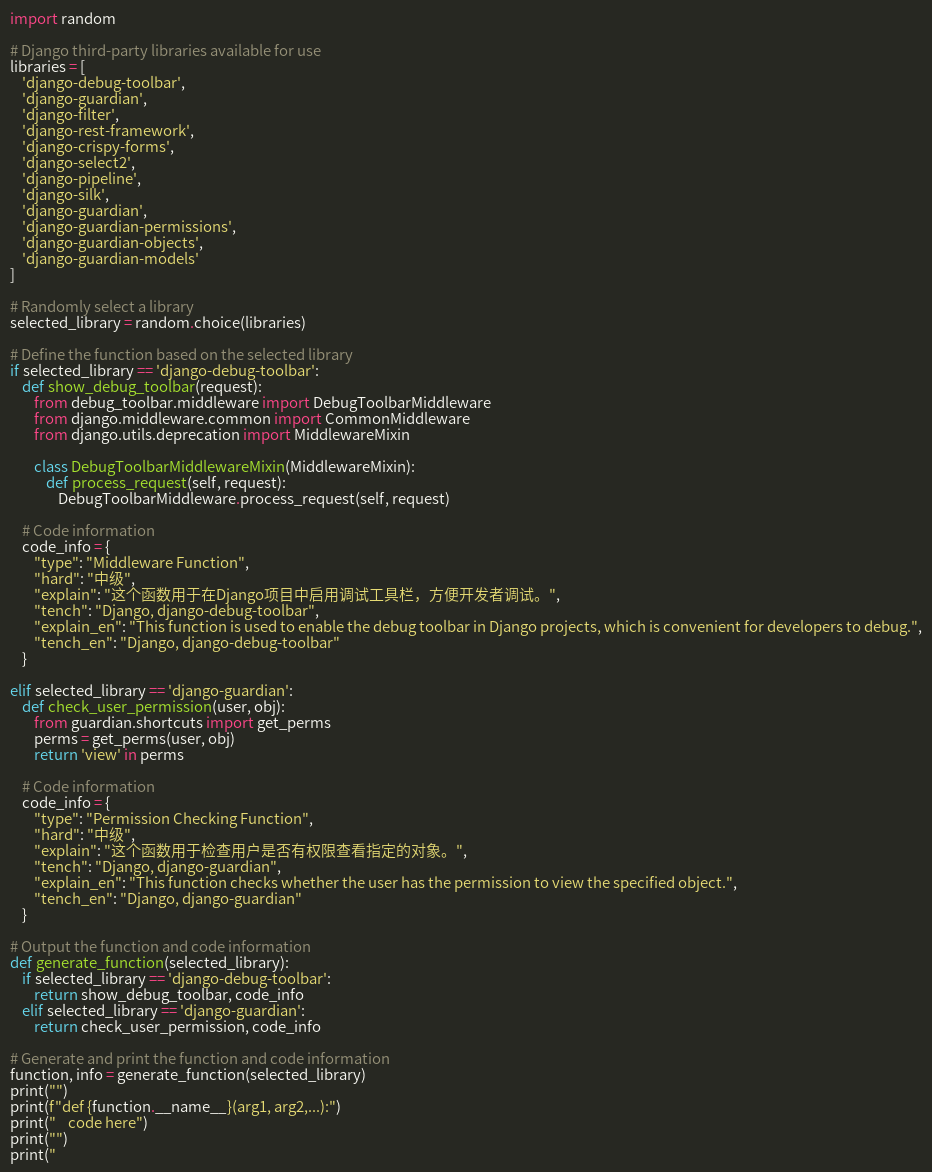 import random
# Django third-party libraries available for use
libraries = [
'django-debug-toolbar',
'django-guardian',
'django-filter',
'django-rest-framework',
'django-crispy-forms',
'django-select2',
'django-pipeline',
'django-silk',
'django-guardian',
'django-guardian-permissions',
'django-guardian-objects',
'django-guardian-models'
]
# Randomly select a library
selected_library = random.choice(libraries)
# Define the function based on the selected library
if selected_library == 'django-debug-toolbar':
def show_debug_toolbar(request):
from debug_toolbar.middleware import DebugToolbarMiddleware
from django.middleware.common import CommonMiddleware
from django.utils.deprecation import MiddlewareMixin
class DebugToolbarMiddlewareMixin(MiddlewareMixin):
def process_request(self, request):
DebugToolbarMiddleware.process_request(self, request)
# Code information
code_info = {
"type": "Middleware Function",
"hard": "中级",
"explain": "这个函数用于在Django项目中启用调试工具栏，方便开发者调试。",
"tench": "Django, django-debug-toolbar",
"explain_en": "This function is used to enable the debug toolbar in Django projects, which is convenient for developers to debug.",
"tench_en": "Django, django-debug-toolbar"
}
elif selected_library == 'django-guardian':
def check_user_permission(user, obj):
from guardian.shortcuts import get_perms
perms = get_perms(user, obj)
return 'view' in perms
# Code information
code_info = {
"type": "Permission Checking Function",
"hard": "中级",
"explain": "这个函数用于检查用户是否有权限查看指定的对象。",
"tench": "Django, django-guardian",
"explain_en": "This function checks whether the user has the permission to view the specified object.",
"tench_en": "Django, django-guardian"
}
# Output the function and code information
def generate_function(selected_library):
if selected_library == 'django-debug-toolbar':
return show_debug_toolbar, code_info
elif selected_library == 'django-guardian':
return check_user_permission, code_info
# Generate and print the function and code information
function, info = generate_function(selected_library)
print("")
print(f"def {function.__name__}(arg1, arg2,...):")
print("    code here")
print("")
print("